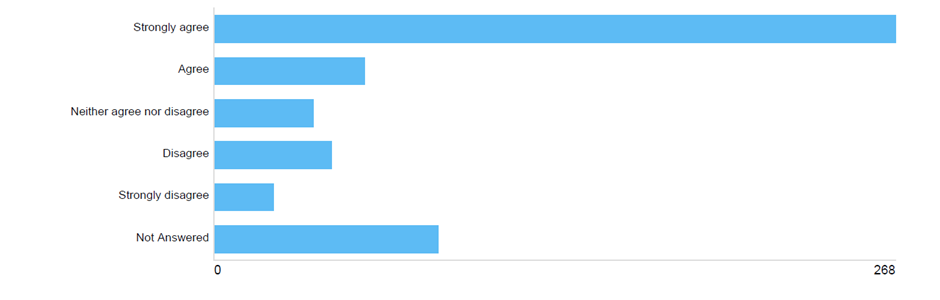 Strongly agree
Agree
Neither agree nor disagree
Disagree
Strongly disagree
Not Answered
0 268